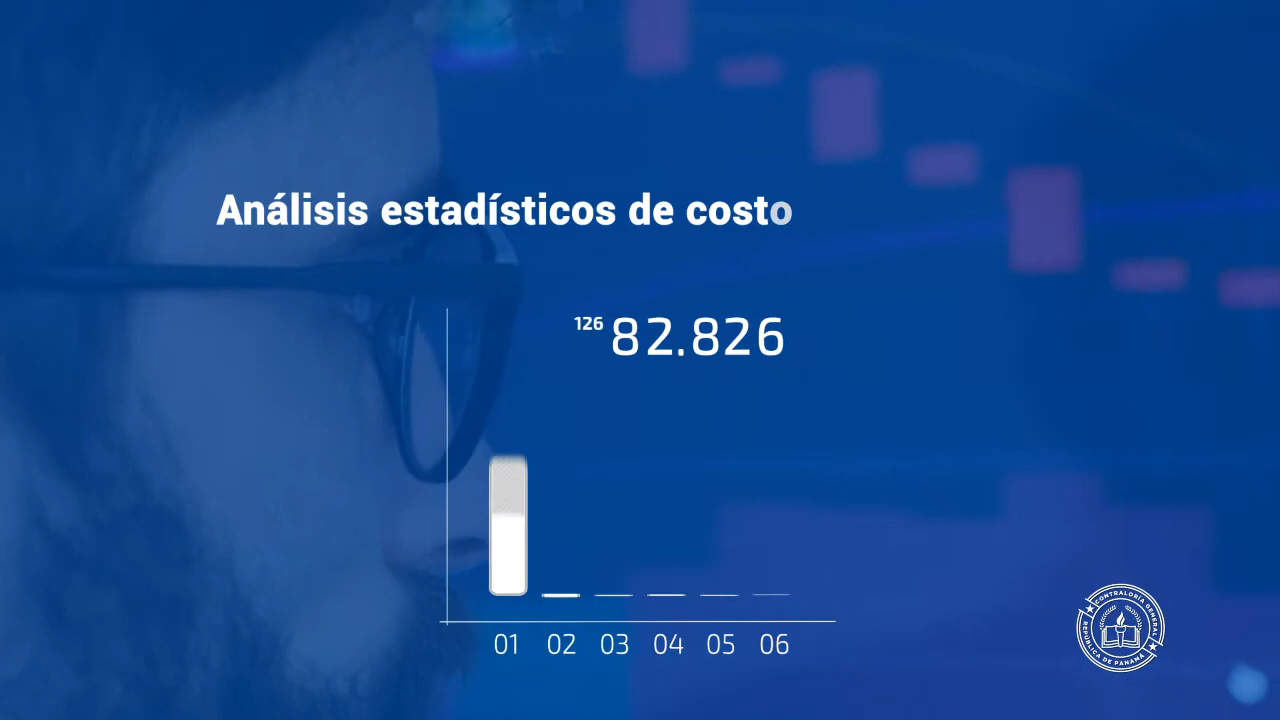 Análisis estadísticos de costo
126 82.826
01 02 03 04 05 06
CONTRALORÍA GENERAL
REPÚBLICA DE PANAMÁ